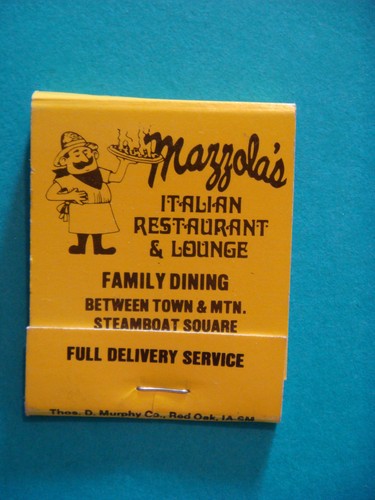 Mazzola's
ITALIAN
RESTAURANT
& LOUNGE
FAMILY DINING
BETWEEN TOWN & MTN.
STEAMBOAT SQUARE
FULL DELIVERY SERVICE
Thos. D. Murphy Co., Red Oak, IA-SM